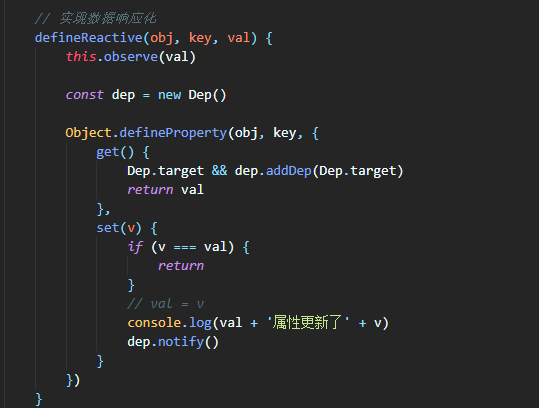 // 实现数据响应化
defineReactive(obj, key, val) {
this.observe(val)
const dep = new Dep()
Object.defineProperty(obj, key, {
get() {
Dep.target && dep.addDep(Dep.target)
return val
},
set(v) {
if (v === val) {
return
}
// val = v
console.log(val + '属性更新了' + v)
dep.notify()
}
})
}